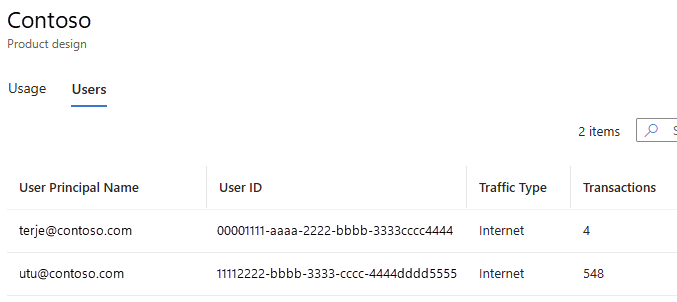 Contoso
Product design
Usage Users
2 items
User Principal Name User ID Traffic Type Transactions
terje@contoso.com 00001111-aaaa-2222-bbbb-3333cccc4444 Internet 4
utu@contoso.com 11112222-bbbb-3333-cccc-4444dddd5555 Internet 548